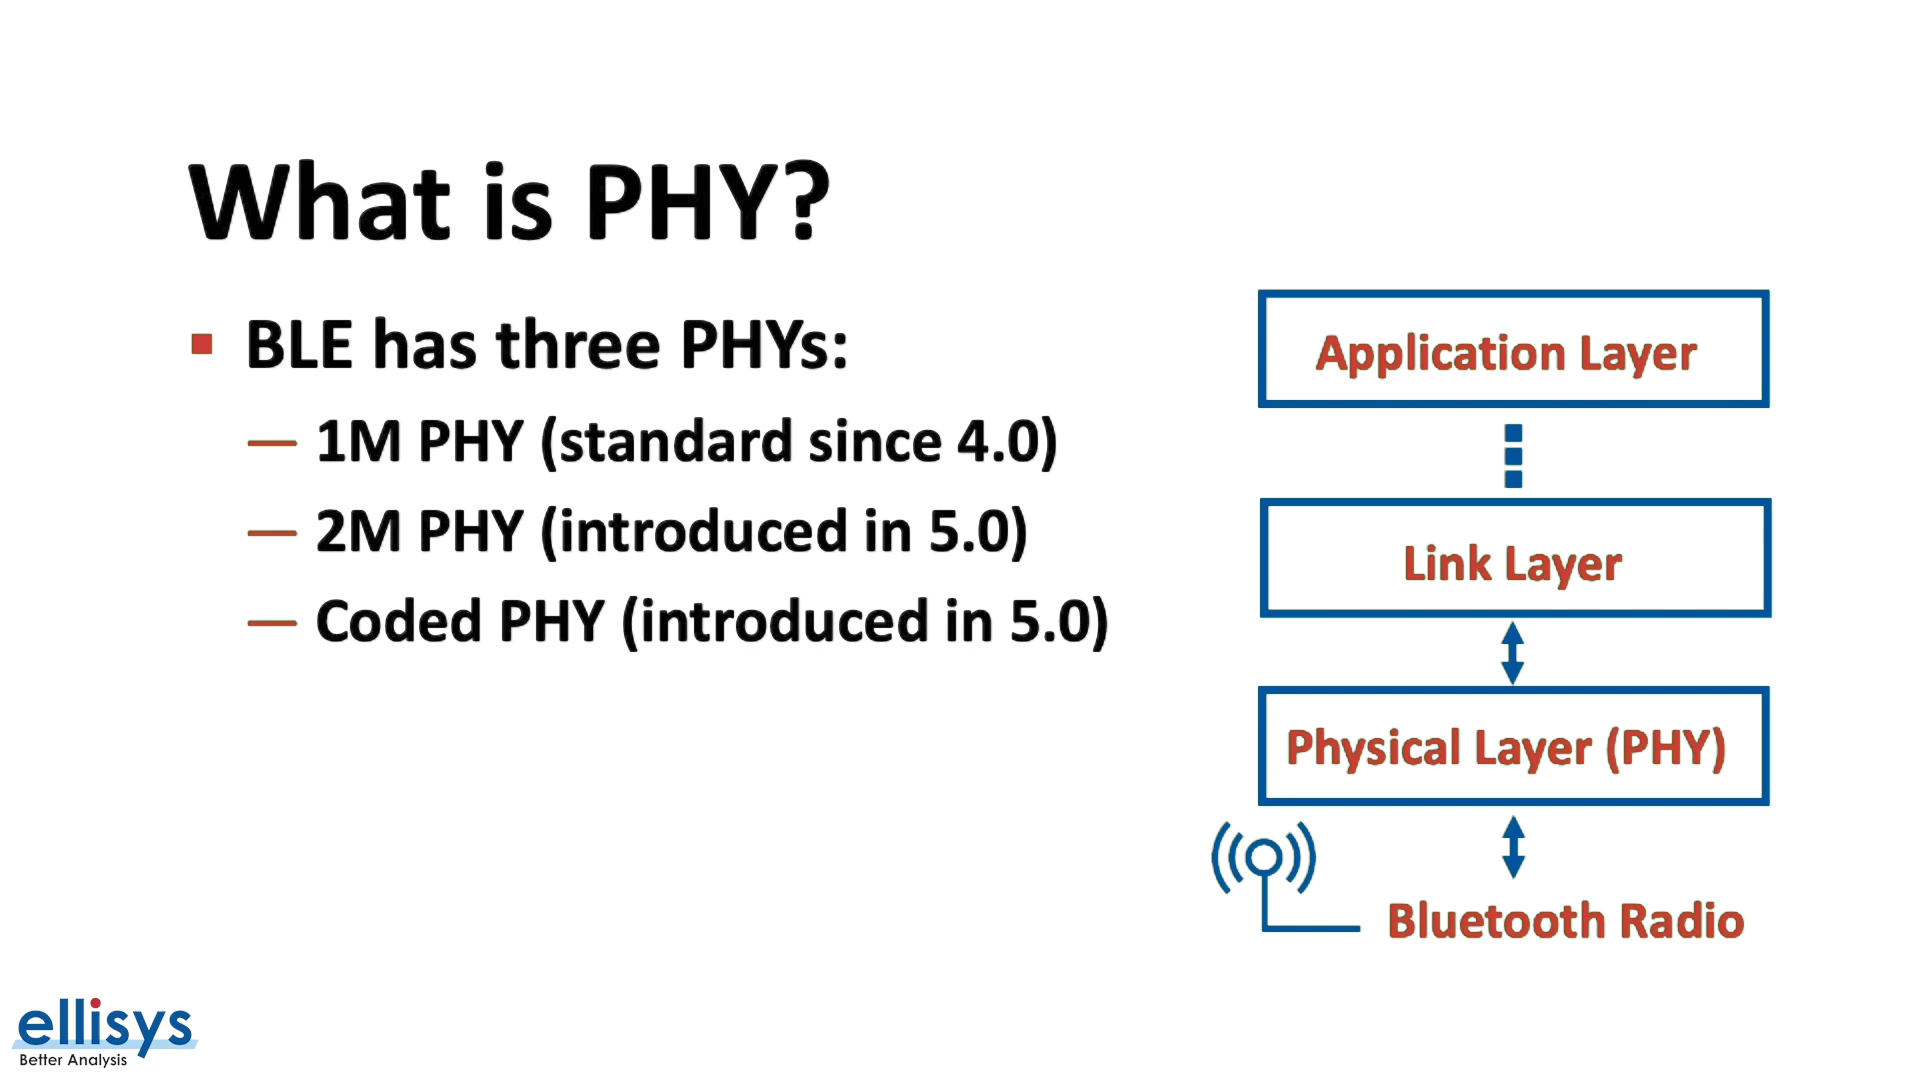 What is PHY?
BLE has three PHYs:
— 1M PHY (standard since 4.0)
— 2M PHY (introduced in 5.0)
— Coded PHY (introduced in 5.0)
Application Layer
Link Layer
Physical Layer (PHY)
Bluetooth Radio
ellisys
Better Analysis